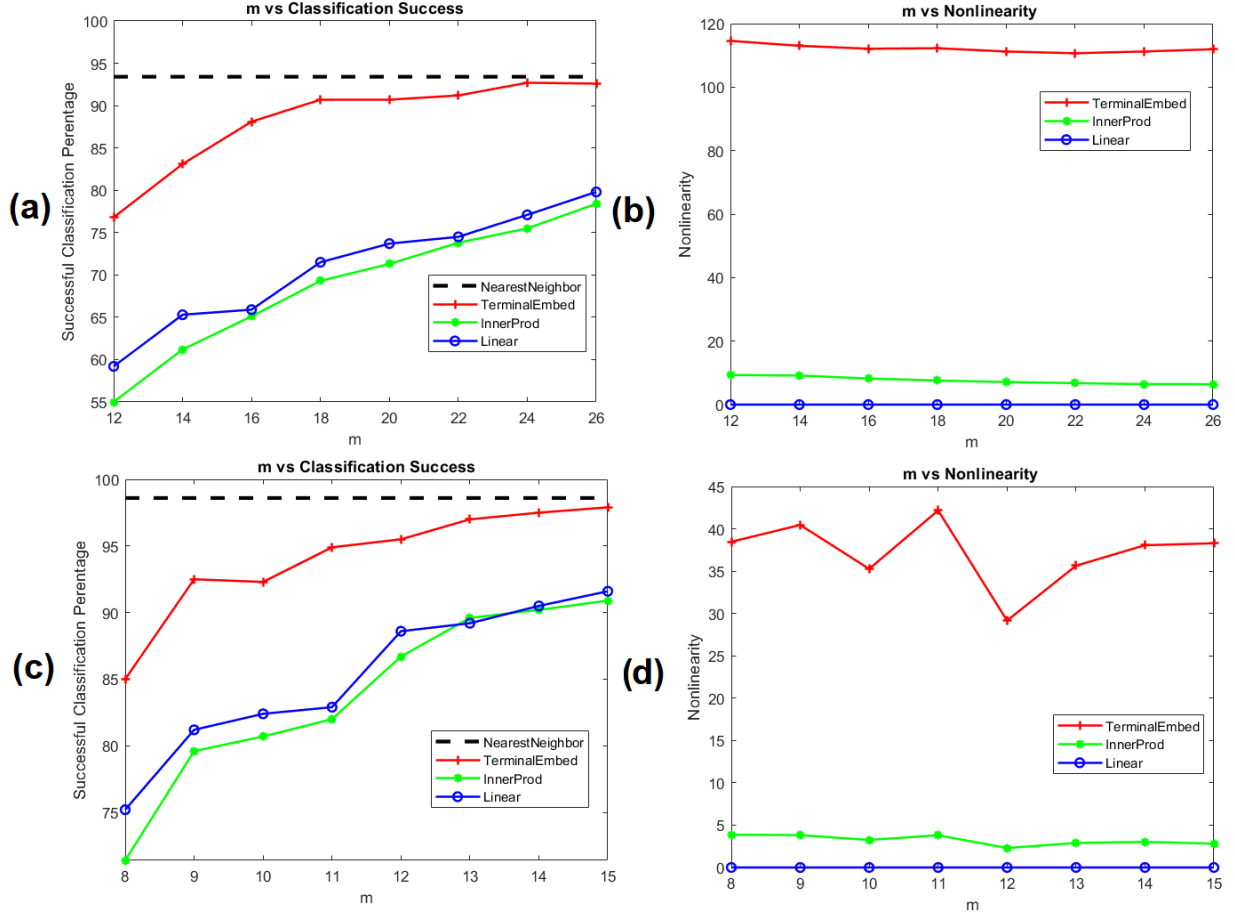 m vs Classification Success
100
95
90
85
80
75
70
65
60
55
12 14 16 18 20 22 24 26
m
Successful Classification Perentage
NearestNeighbor
TerminalEmbed
InnerProd
Linear
(a)
m vs Nonlinearity
120
100
80
60
40
20
0
12 14 16 18 20 22 24 26
m
Nonlinearity
TerminalEmbed
InnerProd
Linear
(b)
m vs Classification Success
100
95
90
85
80
75
8 9 10 11 12 13 14 15
m
Successful Classification Perentage
NearestNeighbor
TerminalEmbed
InnerProd
Linear
(c)
m vs Nonlinearity
45
40
35
30
25
20
15
10
5
0
8 9 10 11 12 13 14 15
m
Nonlinearity
TerminalEmbed
InnerProd
Linear
(d)